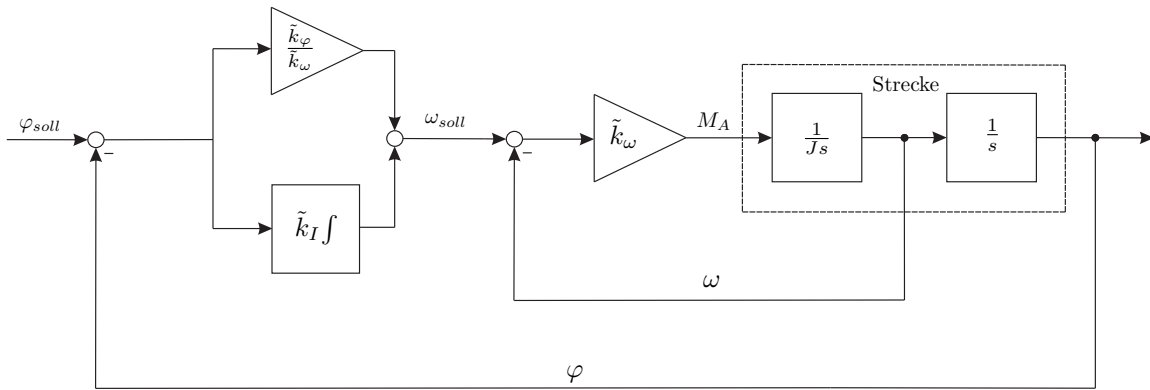 φ_soll
–
k̃_φ
k̃_ω
k̃_I ∫
ω_soll
–
k̃_ω
M_A
Strecke
1
Js
1
s
ω
φ